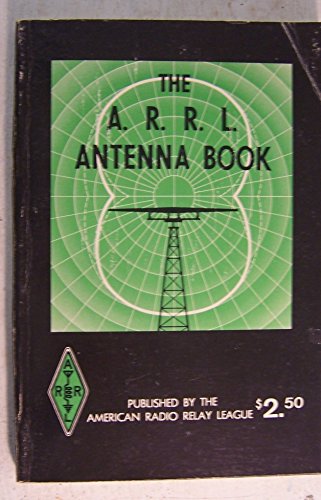 THE
A. R. R. L.
ANTENNA BOOK
A
R R
L
PUBLISHED BY THE
AMERICAN RADIO RELAY LEAGUE $2.50